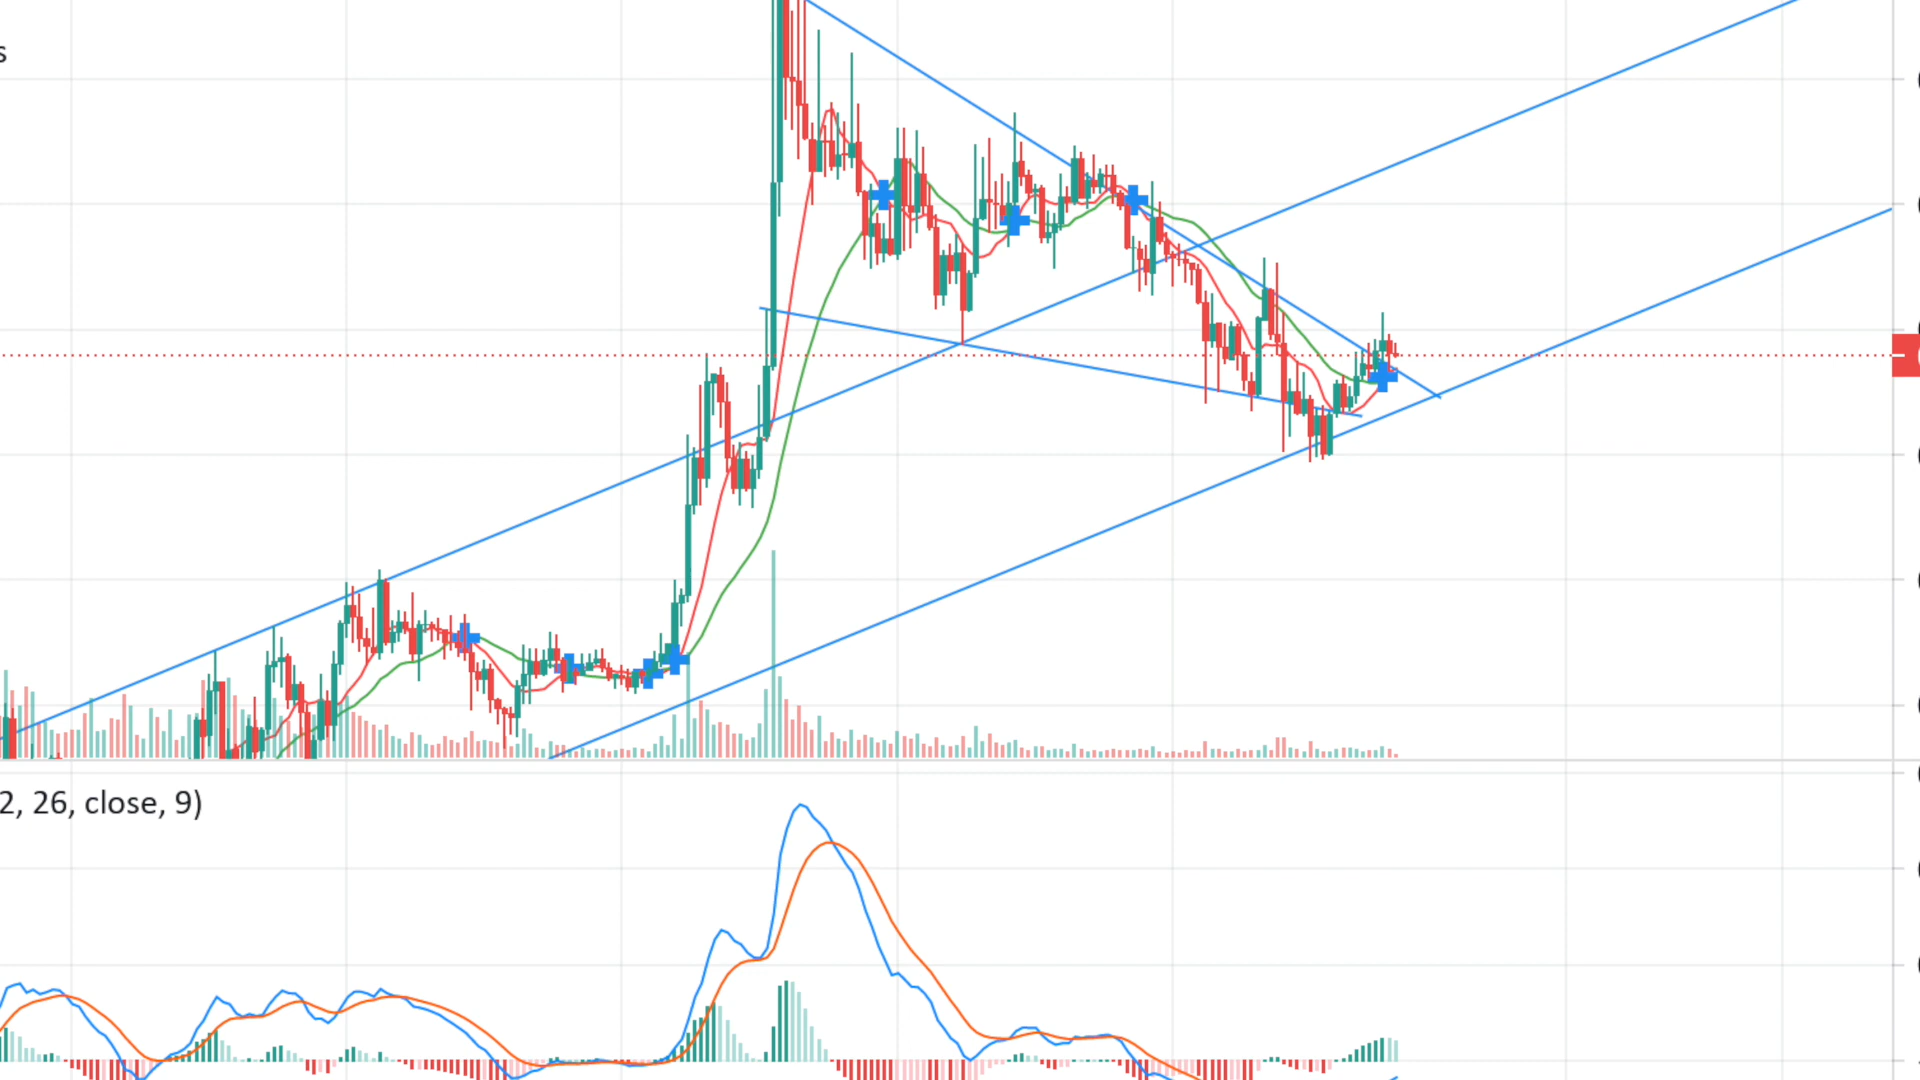 s
2, 26, close, 9)